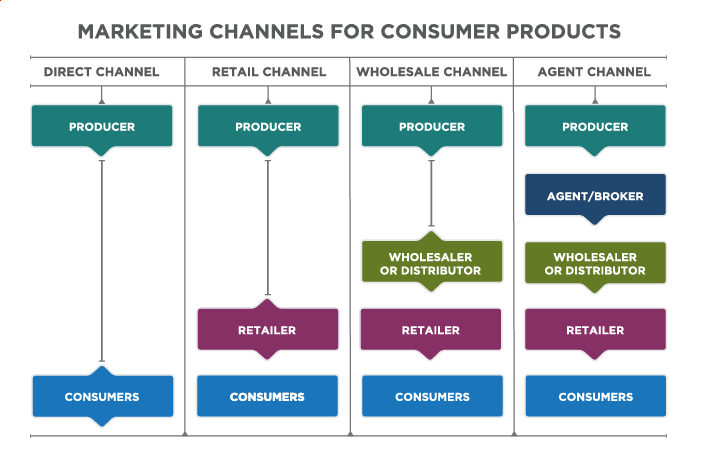 MARKETING CHANNELS FOR CONSUMER PRODUCTS
DIRECT CHANNEL
RETAIL CHANNEL
WHOLESALE CHANNEL
AGENT CHANNEL
PRODUCER
PRODUCER
PRODUCER
PRODUCER
AGENT/BROKER
WHOLESALER
OR DISTRIBUTOR
WHOLESALER
OR DISTRIBUTOR
RETAILER
RETAILER
RETAILER
CONSUMERS
CONSUMERS
CONSUMERS
CONSUMERS